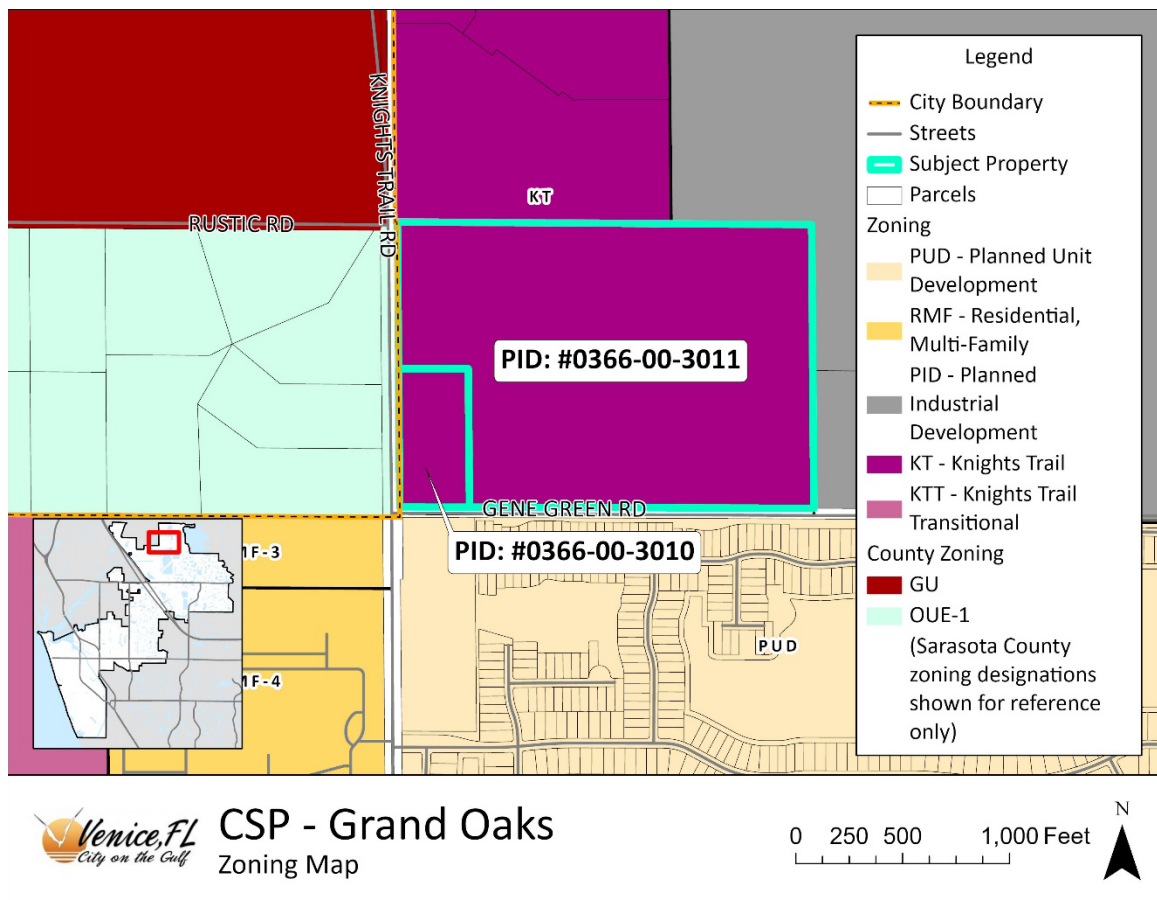 KNIGHTS TRAIL RD
KT
RUSTIC RD
PID: #0366-00-3011
GENE GREEN RD
PID: #0366-00-3010
MF-3
MF-4
PUD
Legend
City Boundary
Streets
Subject Property
Parcels
Zoning
PUD - Planned Unit
Development
RMF - Residential,
Multi-Family
PID - Planned
Industrial
Development
KT - Knights Trail
KTT - Knights Trail
Transitional
County Zoning
GU
OUE-1
(Sarasota County
zoning designations
shown for reference
only)
Venice, FL
City on the Gulf
CSP - Grand Oaks
Zoning Map
0 250 500 1,000 Feet
N